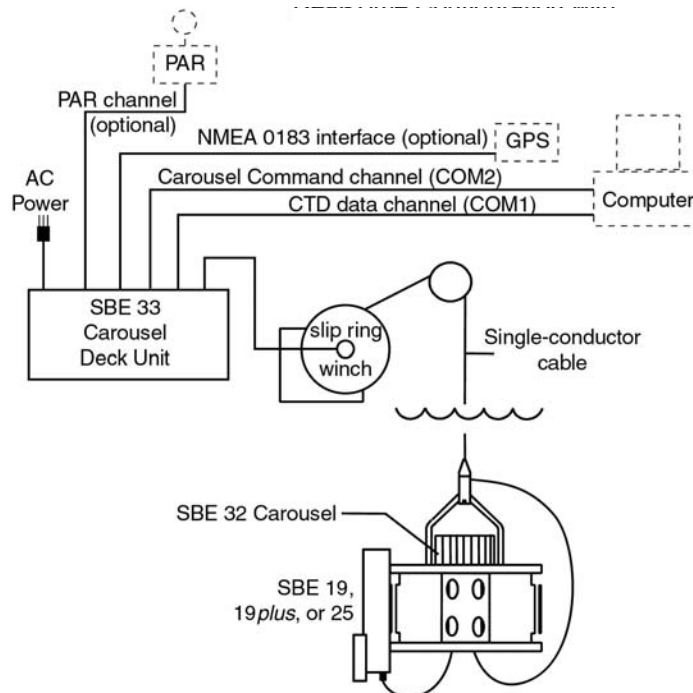 PAR
PAR channel
(optional)
NMEA 0183 interface (optional)
GPS
AC
Power
Carousel Command channel (COM2)
Computer
CTD data channel (COM1)
SBE 33
Carousel
Deck Unit
slip ring
winch
Single-conductor
cable
SBE 32 Carousel
SBE 19,
19plus, or 25